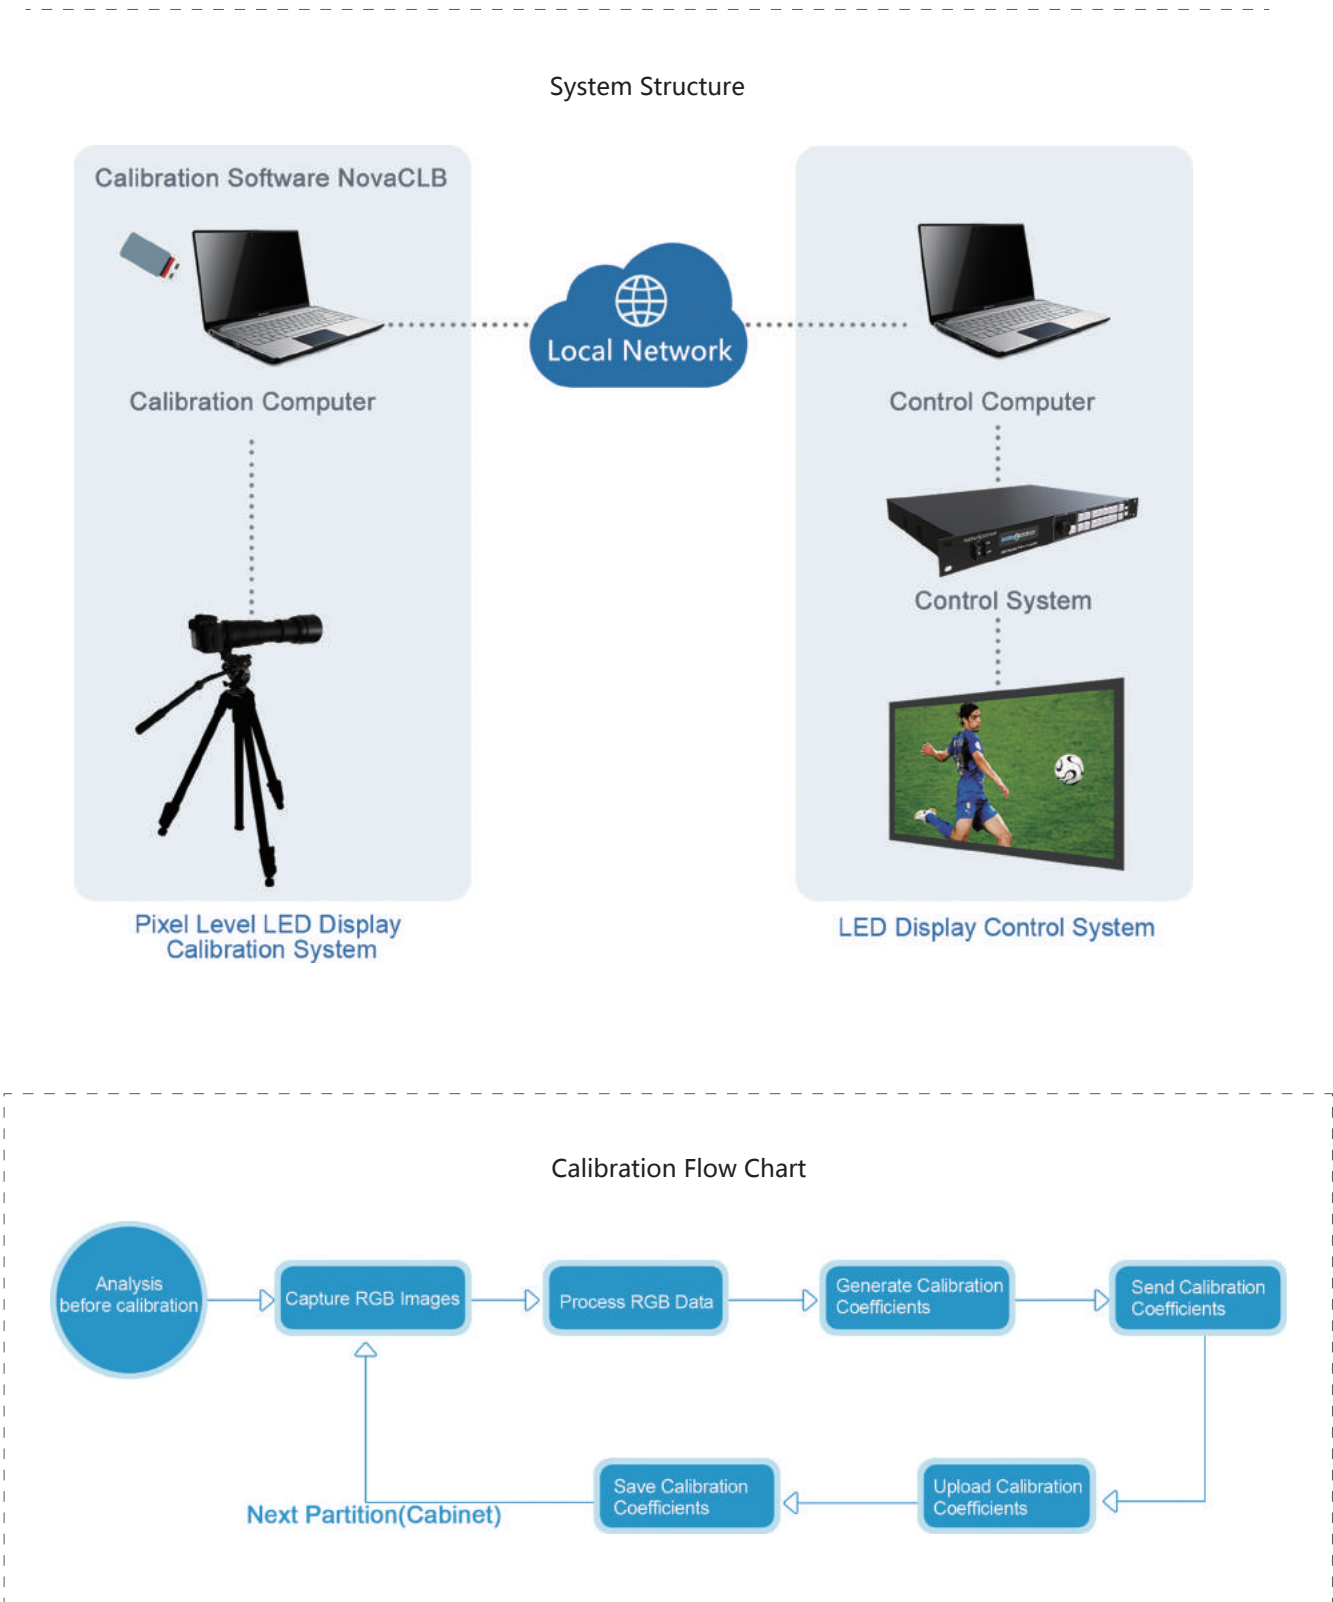 System Structure
Calibration Software NovaCLB
Local Network
Calibration Computer
Control Computer
Control System
Pixel Level LED Display
Calibration System
LED Display Control System
Calibration Flow Chart
Analysis
before calibration
Capture RGB Images
Process RGB Data
Generate Calibration
Coefficients
Send Calibration
Coefficients
Upload Calibration
Coefficients
Save Calibration
Coefficients
Next Partition(Cabinet)